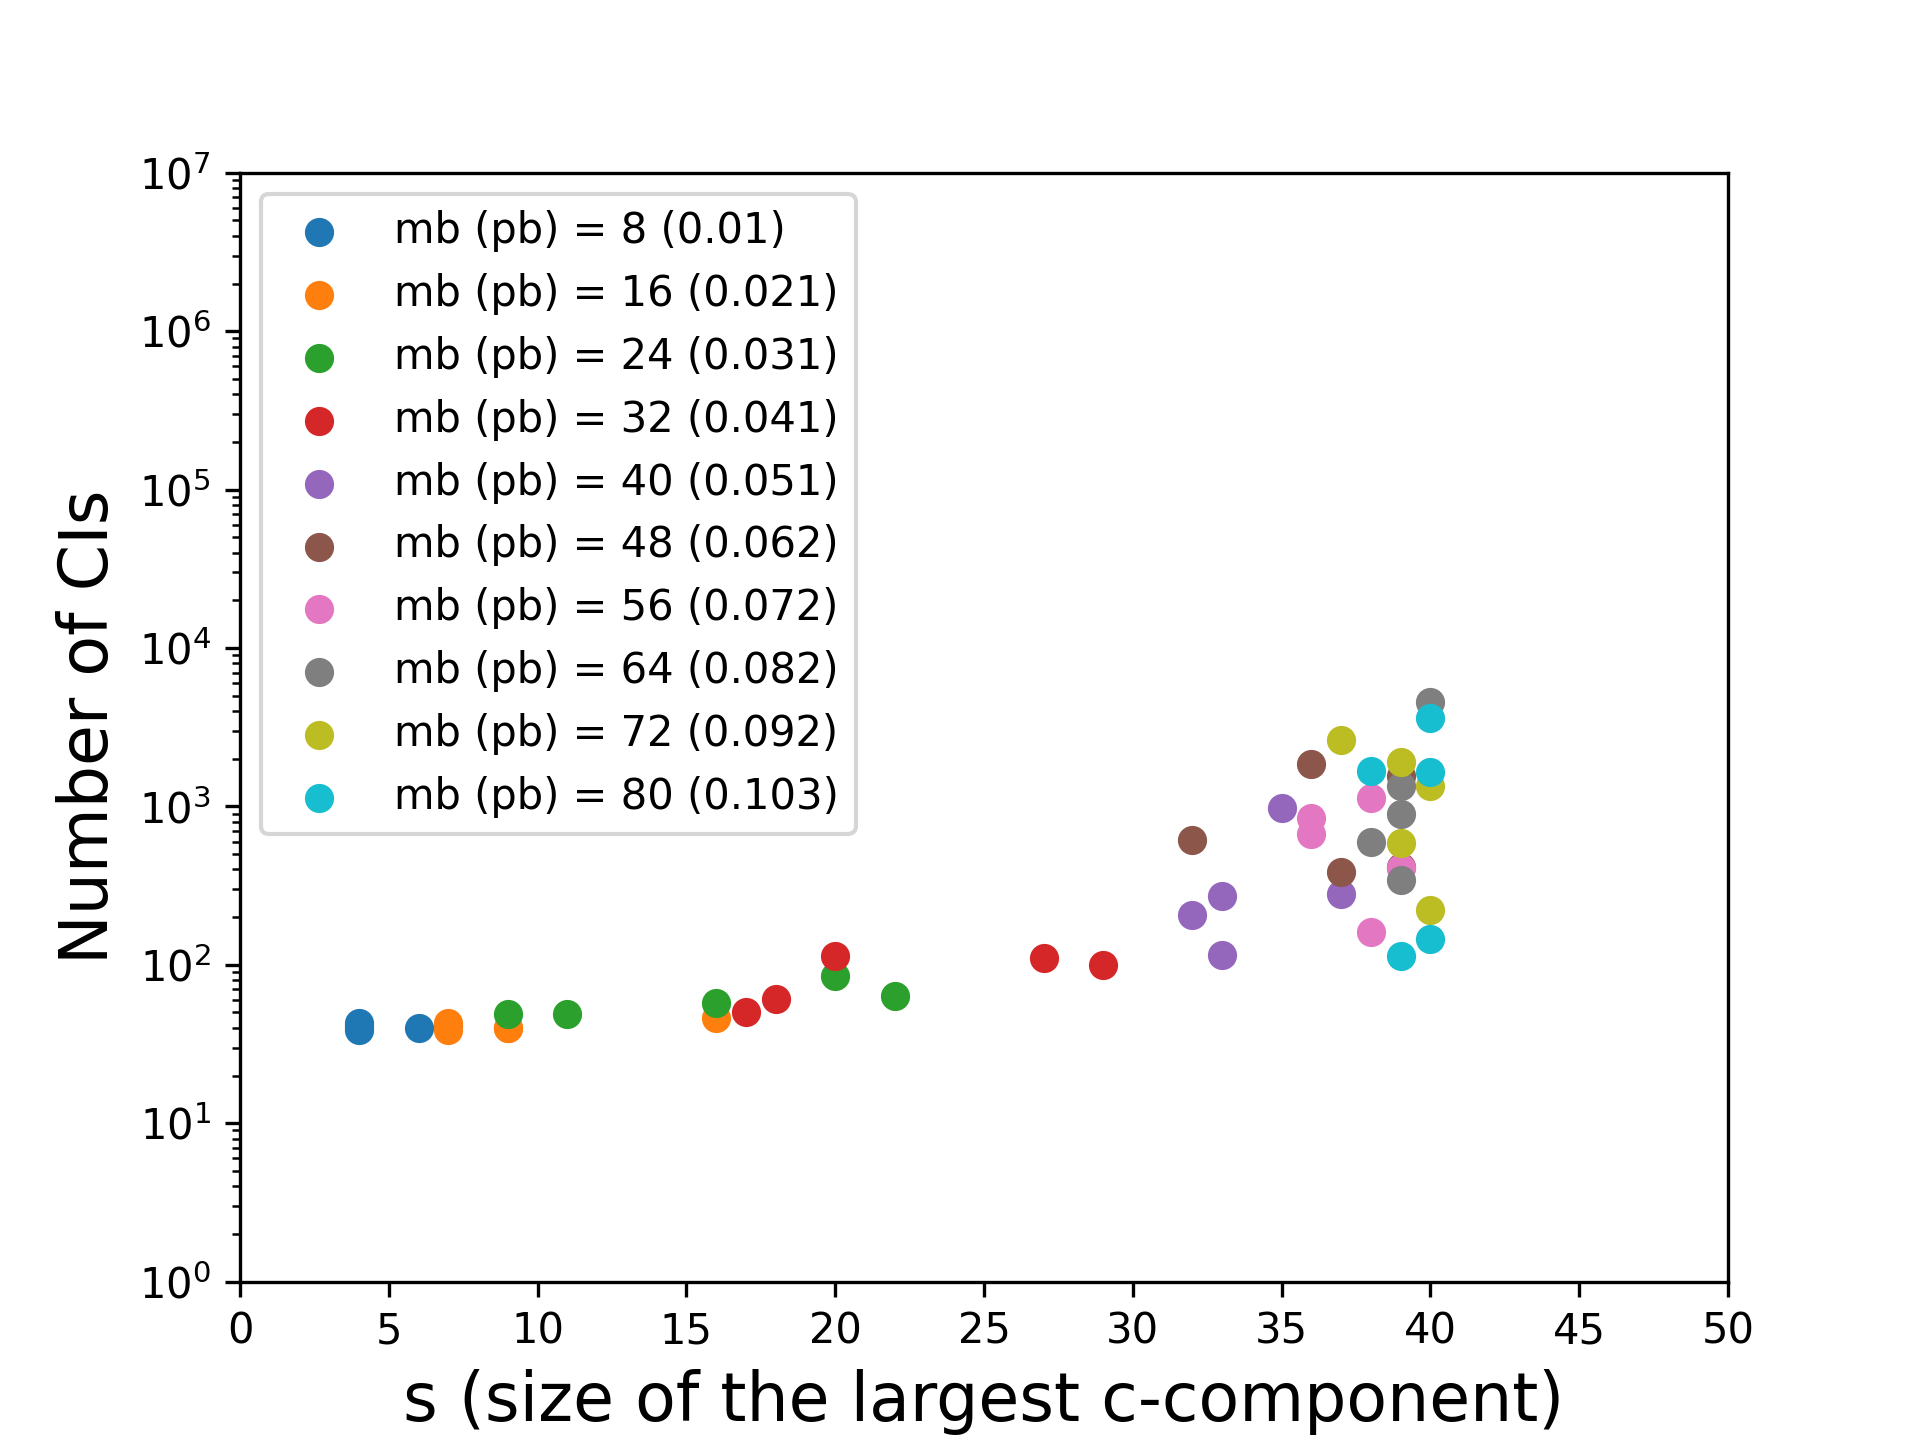 10^7
10^6
10^5
10^4
10^3
10^2
10^1
10^0
Number of CIs
mb (pb) = 8 (0.01)
mb (pb) = 16 (0.021)
mb (pb) = 24 (0.031)
mb (pb) = 32 (0.041)
mb (pb) = 40 (0.051)
mb (pb) = 48 (0.062)
mb (pb) = 56 (0.072)
mb (pb) = 64 (0.082)
mb (pb) = 72 (0.092)
mb (pb) = 80 (0.103)
0 5 10 15 20 25 30 35 40 45 50
s (size of the largest c-component)